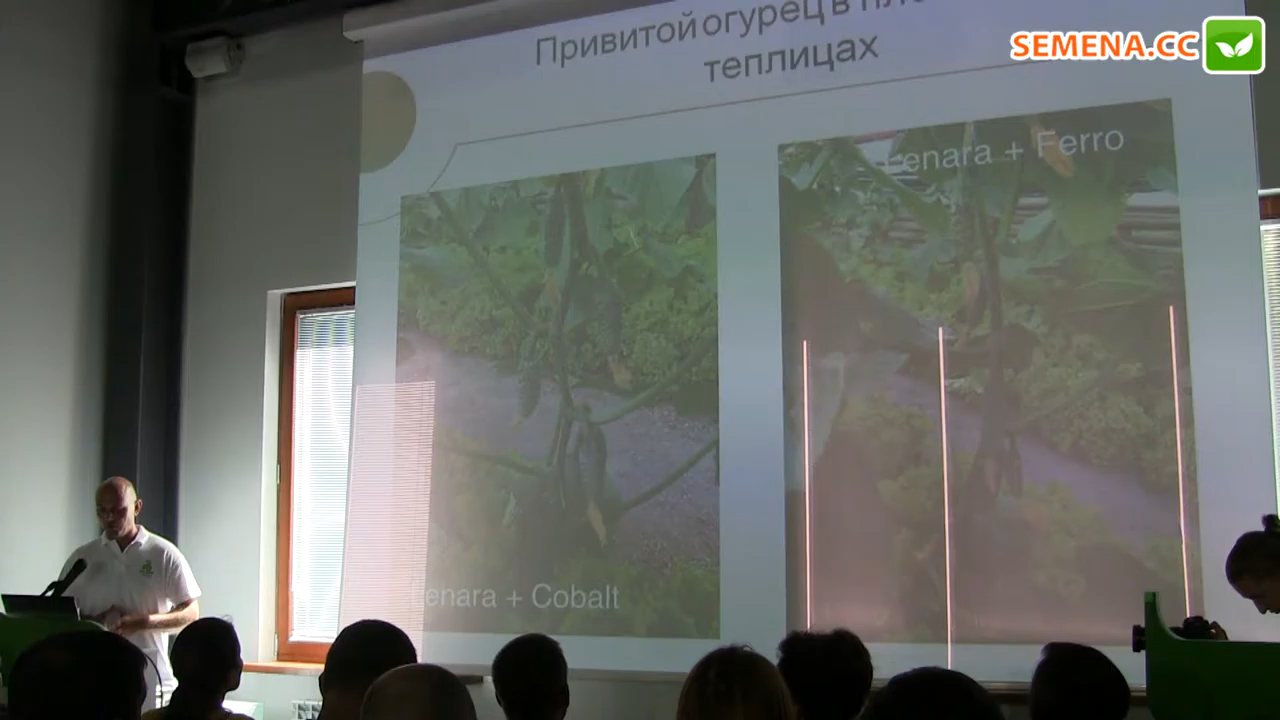 Привитой огурец в
теплицах
SEMENA.CC
enara + Ferro
enara + Cobalt